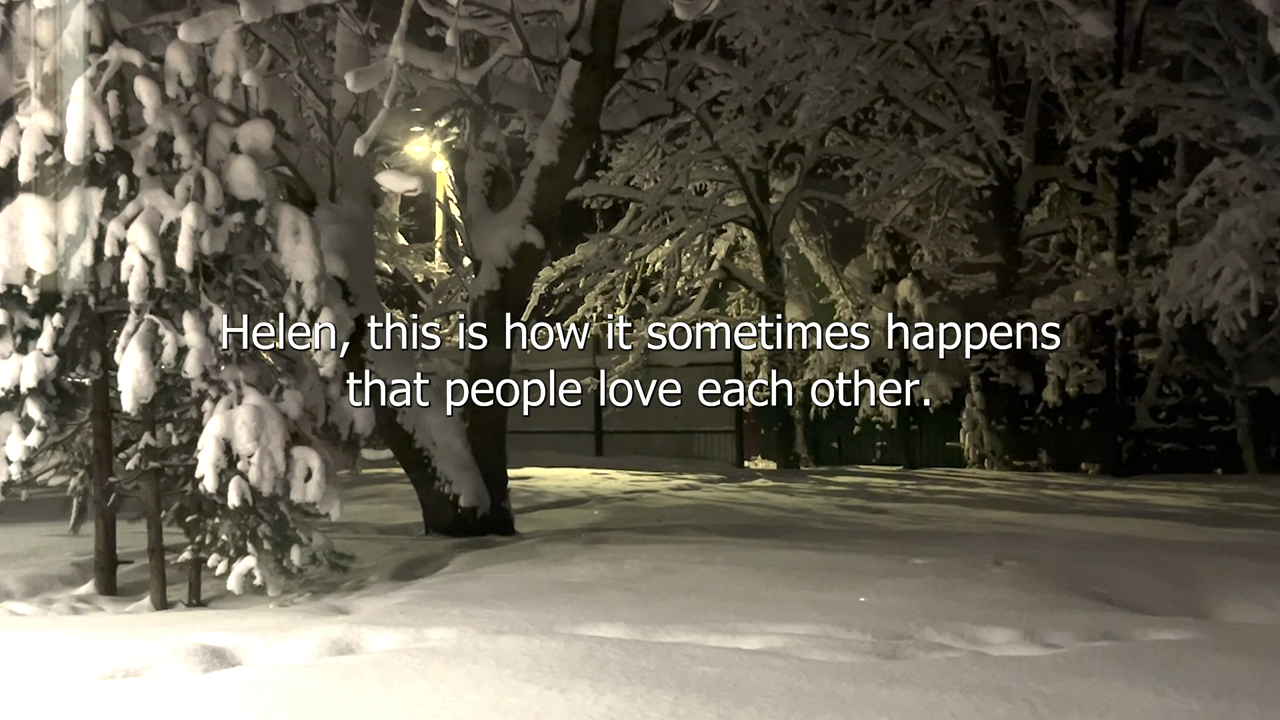 Helen, this is how it sometimes happens
that people love each other.